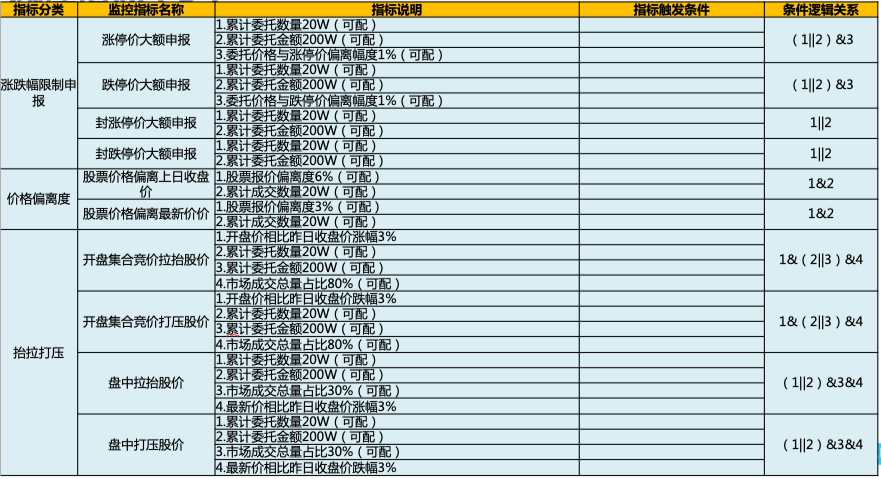 指标分类 监控指标名称 指标说明 指标触发条件 条件逻辑关系
涨跌幅限制申报
涨停价大额申报
1.累计委托数量20W（可配）
2.累计委托金额200W（可配）
3.委托价格与涨停价偏离幅度1%（可配）
（1||2）&3
跌停价大额申报
1.累计委托数量20W（可配）
2.累计委托金额200W（可配）
3.委托价格与跌停价偏离幅度1%（可配）
（1||2）&3
封涨停价大额申报
1.累计委托数量20W（可配）
2.累计委托金额200W（可配）
1||2
封跌停价大额申报
1.累计委托数量20W（可配）
2.累计委托金额200W（可配）
1||2
价格偏离度
股票价格偏离上日收盘价
1.股票报价偏离度6%（可配）
2.累计成交数量20W（可配）
1&2
股票价格偏离最新价价
1.股票报价偏离度3%（可配）
2.累计成交数量20W（可配）
1&2
抬拉打压
开盘集合竞价拉抬股价
1.开盘价相比昨日收盘价涨幅3%
2.累计委托数量20W（可配）
3.累计委托金额200W（可配）
4.市场成交总量占比80%（可配）
1&（2||3）&4
开盘集合竞价打压股价
1.开盘价相比昨日收盘价跌幅3%
2.累计委托数量20W（可配）
3.累计委托金额200W（可配）
4.市场成交总量占比80%（可配）
1&（2||3）&4
盘中拉抬股价
1.累计委托数量20W（可配）
2.累计委托金额200W（可配）
3.市场成交总量占比30%（可配）
4.最新价相比昨日收盘价涨幅3%
（1||2）&3&4
盘中打压股价
1.累计委托数量20W（可配）
2.累计委托金额200W（可配）
3.市场成交总量占比30%（可配）
4.最新价相比昨日收盘价跌幅3%
（1||2）&3&4